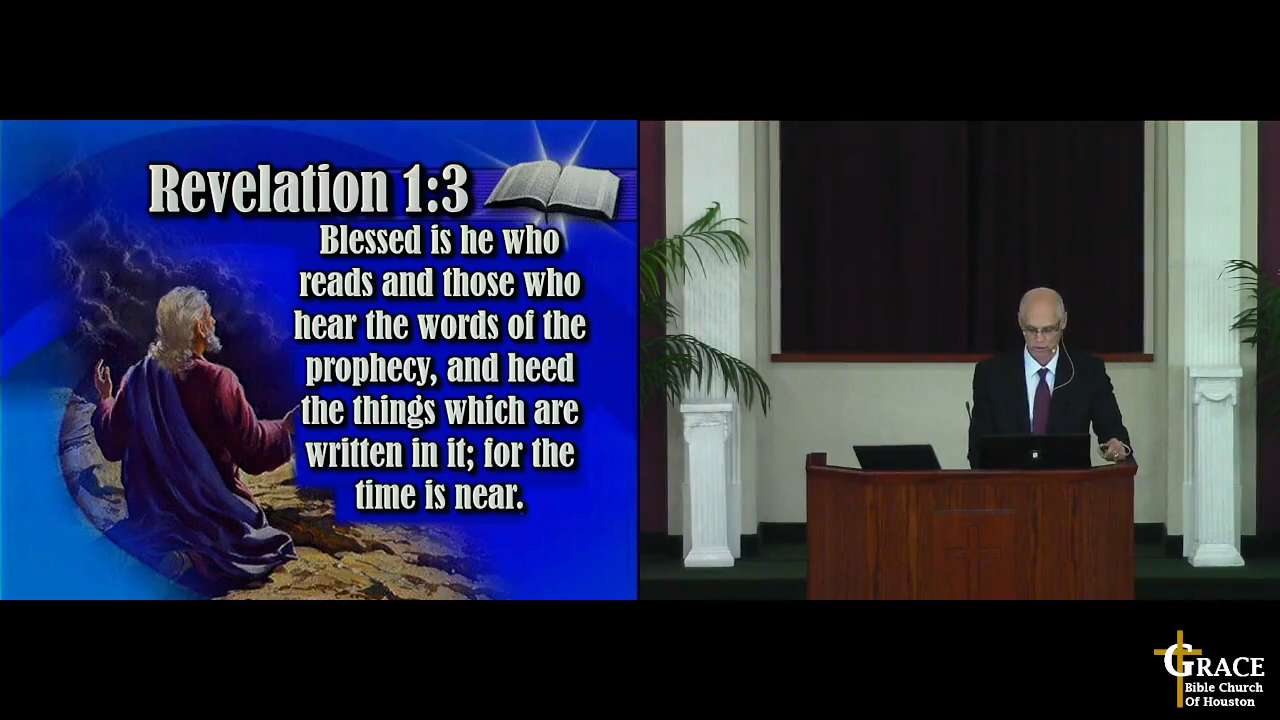 Revelation 1:3
Blessed is he who
reads and those who
hear the words of the
prophecy, and heed
the things which are
written in it; for the
time is near.
GRACE
Bible Church
Of Houston